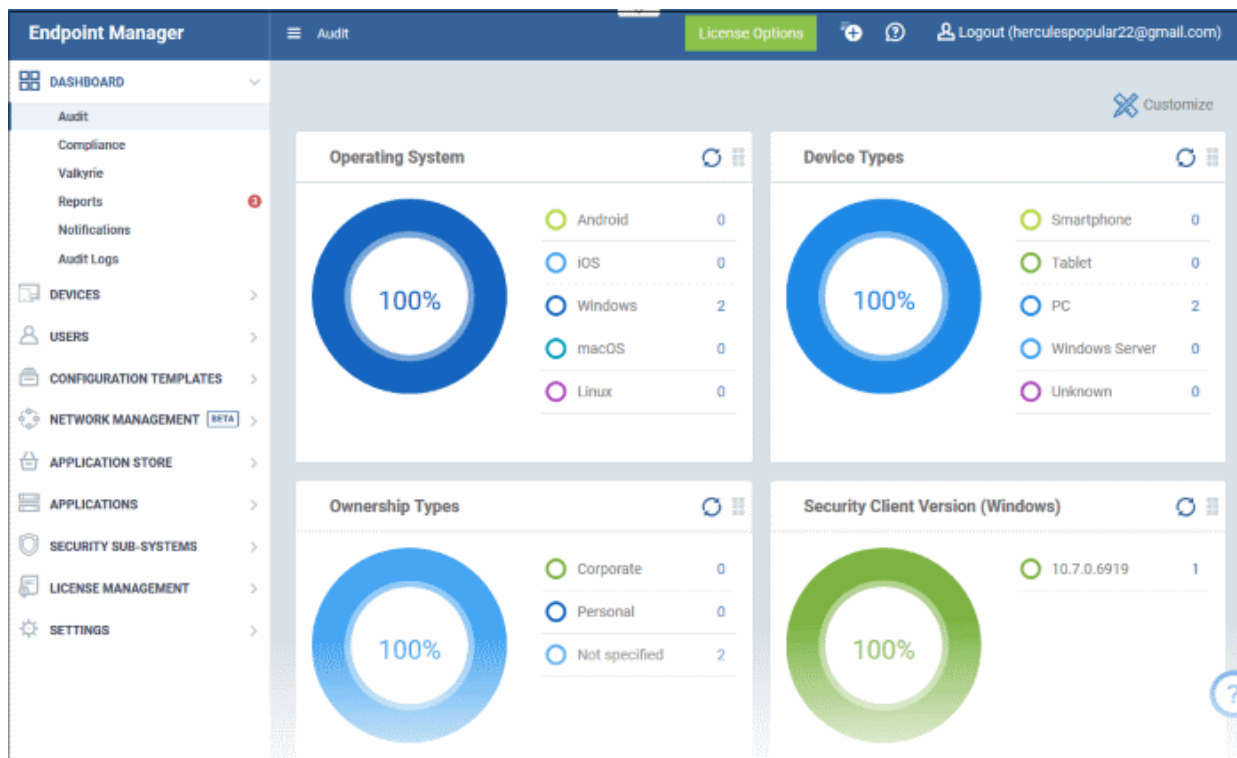 Endpoint Manager
Audit
License Options
Logout (herculespopular22@gmail.com)
DASHBOARD
Audit
Compliance
Valkyrie
Reports 3
Notifications
Audit Logs
DEVICES
USERS
CONFIGURATION TEMPLATES
NETWORK MANAGEMENT BETA
APPLICATION STORE
APPLICATIONS
SECURITY SUB-SYSTEMS
LICENSE MANAGEMENT
SETTINGS
Customize
Operating System
100%
Android 0
iOS 0
Windows 2
macOS 0
Linux 0
Device Types
100%
Smartphone 0
Tablet 0
PC 2
Windows Server 0
Unknown 0
Ownership Types
100%
Corporate 0
Personal 0
Not specified 2
Security Client Version (Windows)
100%
10.7.0.6919 1
?